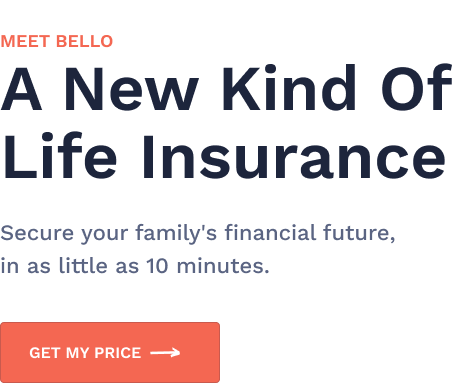 MEET BELLO
A New Kind Of
Life Insurance
Secure your family's financial future,
in as little as 10 minutes.
GET MY PRICE